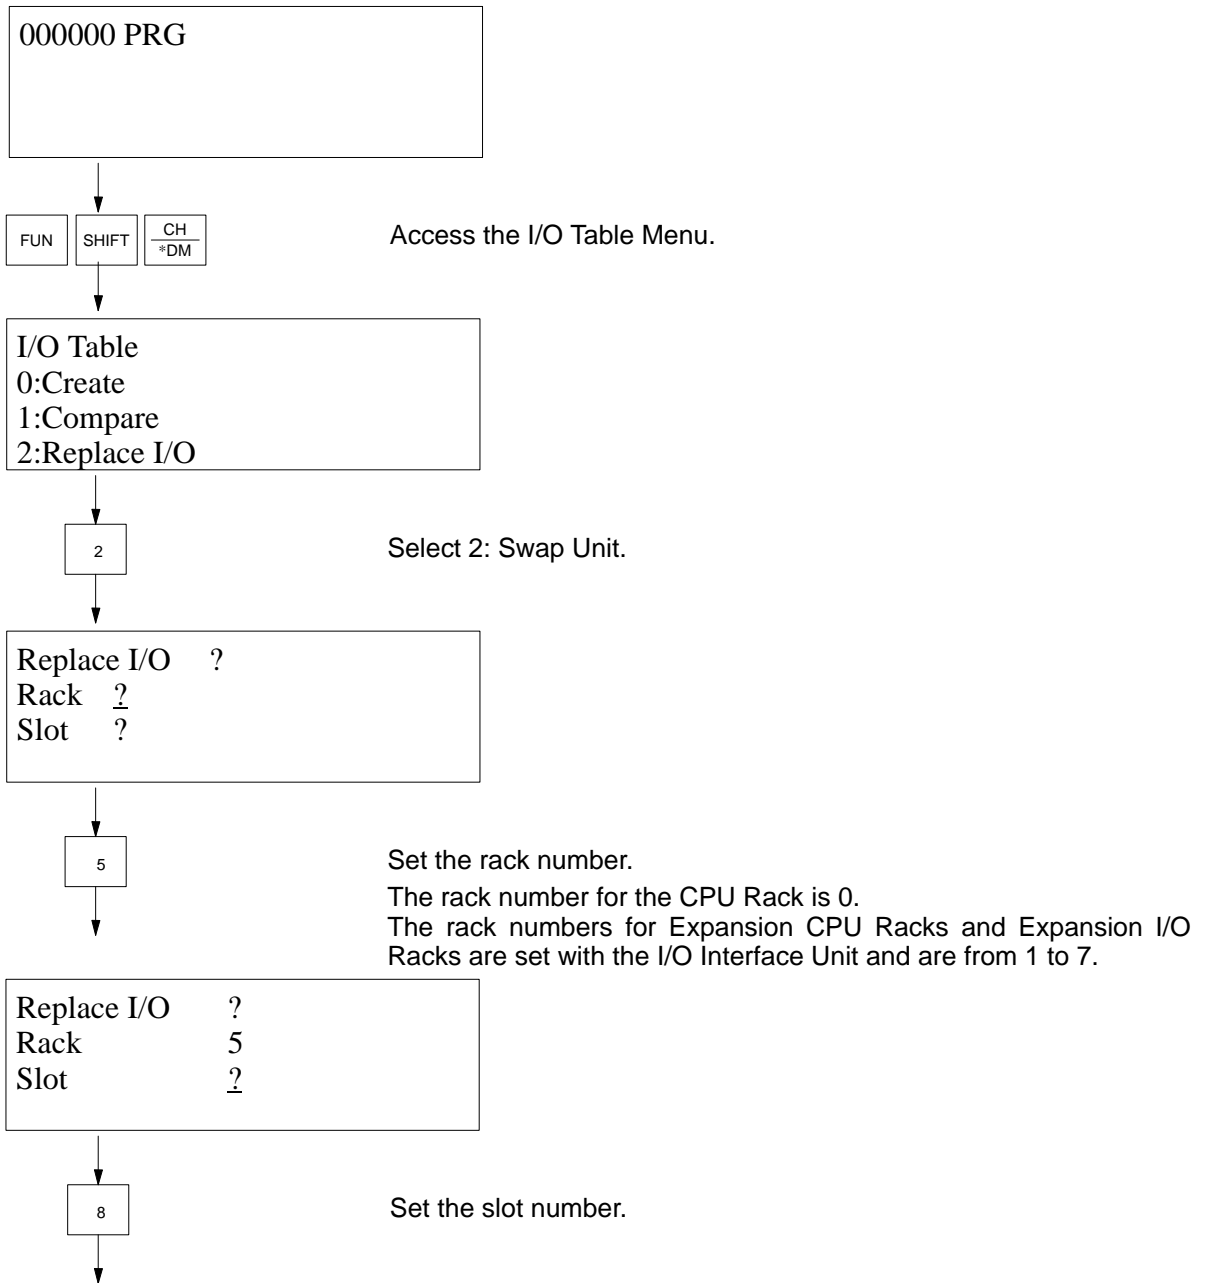 000000 PRG
FUN SHIFT CH
*DM
Access the I/O Table Menu.
I/O Table
0:Create
1:Compare
2:Replace I/O
2
Select 2: Swap Unit.
Replace I/O ?
Rack ?
Slot ?
5
Set the rack number.
The rack number for the CPU Rack is 0.
The rack numbers for Expansion CPU Racks and Expansion I/O
Racks are set with the I/O Interface Unit and are from 1 to 7.
Replace I/O ?
Rack 5
Slot ?
8
Set the slot number.